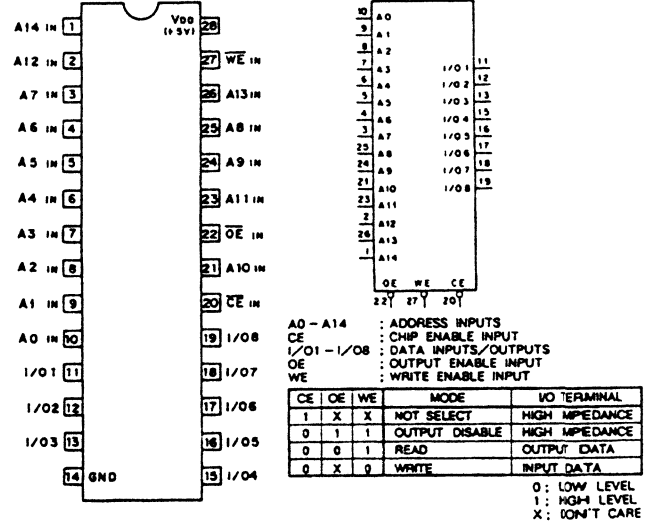 A14 IN 1
VDD (+5V) 28
A12 IN 2
27 WE IN
A7 IN 3
26 A13 IN
A6 IN 4
25 A8 IN
A5 IN 5
24 A9 IN
A4 IN 6
23 A11 IN
A3 IN 7
22 OE IN
A2 IN 8
21 A10 IN
A1 IN 9
20 CE IN
A0 IN 10
19 I/O8
I/O1 11
18 I/O7
I/O2 12
17 I/O6
I/O3 13
16 I/O5
14 GND
15 I/O4
10 A0
9 A1
8 A2
7 A3
6 A4
5 A5
4 A6
3 A7
25 A8
24 A9
21 A10
23 A11
2 A12
26 A13
1 A14
I/O1 11
I/O2 12
I/O3 13
I/O4 15
I/O5 16
I/O6 17
I/O7 18
I/O8 19
OE WE CE
22 27 20
A0 - A14 : ADDRESS INPUTS
CE : CHIP ENABLE INPUT
I/O1 - I/O8 : DATA INPUTS/OUTPUTS
OE : OUTPUT ENABLE INPUT
WE : WRITE ENABLE INPUT
CE OE WE MODE I/O TERMINAL
1 X X NOT SELECT HIGH IMPEDANCE
0 1 1 OUTPUT DISABLE HIGH IMPEDANCE
0 0 1 READ OUTPUT DATA
0 X 0 WRITE INPUT DATA
0 ; LOW LEVEL
1 ; HIGH LEVEL
X ; DON'T CARE